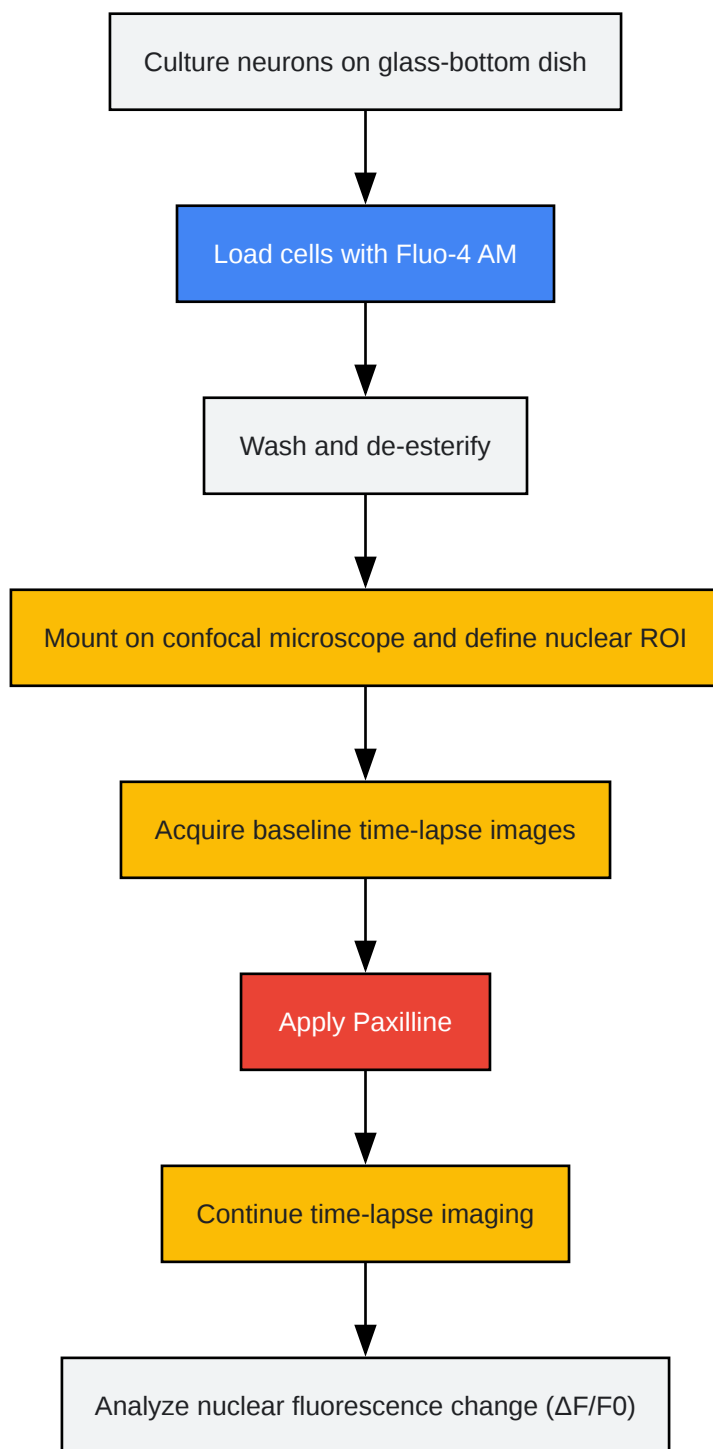 Culture neurons on glass-bottom dish
Load cells with Fluo-4 AM
Wash and de-esterify
Mount on confocal microscope and define nuclear ROI
Acquire baseline time-lapse images
Apply Paxilline
Continue time-lapse imaging
Analyze nuclear fluorescence change (ΔF/F0)